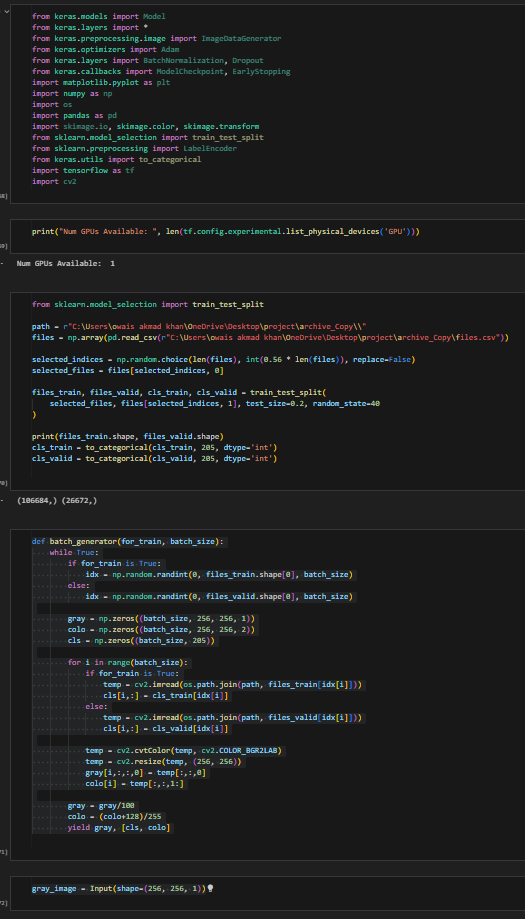 from keras.models import Model
from keras.layers import *
from keras.preprocessing.image import ImageDataGenerator
from keras.optimizers import Adam
from keras.layers import BatchNormalization, Dropout
from keras.callbacks import ModelCheckpoint, EarlyStopping
import matplotlib.pyplot as plt
import numpy as np
import os
import pandas as pd
import skimage.io, skimage.color, skimage.transform
from sklearn.model_selection import train_test_split
from sklearn.preprocessing import LabelEncoder
from keras.utils import to_categorical
import tensorflow as tf
import cv2
print("Num GPUs Available: ", len(tf.config.experimental.list_physical_devices('GPU')))
Num GPUs Available:  1
from sklearn.model_selection import train_test_split
path = r"C:\Users\owais akmad khan\OneDrive\Desktop\project\archive_Copy\\"
files = np.array(pd.read_csv(r"C:\Users\owais akmad khan\OneDrive\Desktop\project\archive_Copy\files.csv"))
selected_indices = np.random.choice(len(files), int(0.56 * len(files)), replace=False)
selected_files = files[selected_indices, 0]
files_train, files_valid, cls_train, cls_valid = train_test_split(
    selected_files, files[selected_indices, 1], test_size=0.2, random_state=40
)
print(files_train.shape, files_valid.shape)
cls_train = to_categorical(cls_train, 205, dtype='int')
cls_valid = to_categorical(cls_valid, 205, dtype='int')
(106684,) (26672,)
def batch_generator(for_train, batch_size):
    while True:
        if for_train is True:
            idx = np.random.randint(0, files_train.shape[0], batch_size)
        else:
            idx = np.random.randint(0, files_valid.shape[0], batch_size)
        gray = np.zeros((batch_size, 256, 256, 1))
        colo = np.zeros((batch_size, 256, 256, 2))
        cls = np.zeros((batch_size, 205))
        for i in range(batch_size):
            if for_train is True:
                temp = cv2.imread(os.path.join(path, files_train[idx[i]]))
                cls[i,:] = cls_train[idx[i]]
            else:
                temp = cv2.imread(os.path.join(path, files_valid[idx[i]]))
                cls[i,:] = cls_valid[idx[i]]
            temp = cv2.cvtColor(temp, cv2.COLOR_BGR2LAB)
            temp = cv2.resize(temp, (256, 256))
            gray[i,:,:,0] = temp[:,:,0]
            colo[i] = temp[:,:,1:]
        gray = gray/100
        colo = (colo+128)/255
        yield gray, [cls, colo]
gray_image = Input(shape=(256, 256, 1))